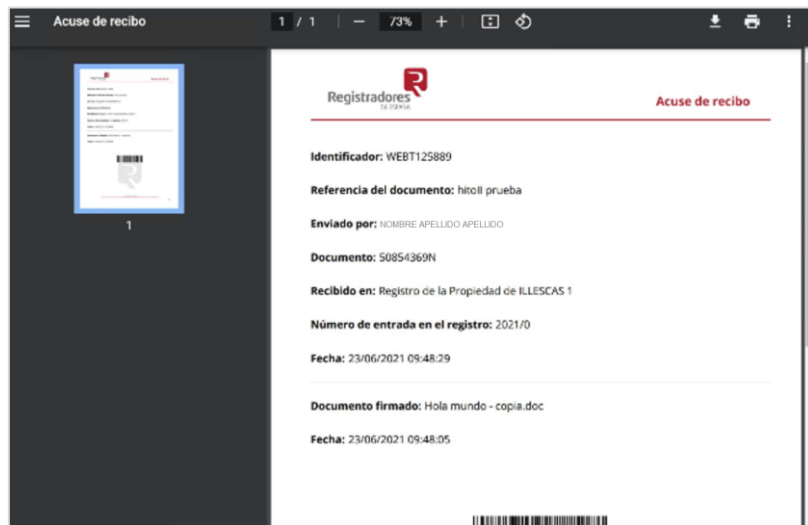 Acuse de recibo
1 / 1
73%
1
Registradores
DE ESPAÑA
Acuse de recibo
Identificador: WEBT125889
Referencia del documento: hitoII prueba
Enviado por: NOMBRE APELLIDO APELLIDO
Documento: 50854369N
Recibido en: Registro de la Propiedad de ILLESCAS 1
Número de entrada en el registro: 2021/0
Fecha: 23/06/2021 09:48:29
Documento firmado: Hola mundo - copia.doc
Fecha: 23/06/2021 09:48:05